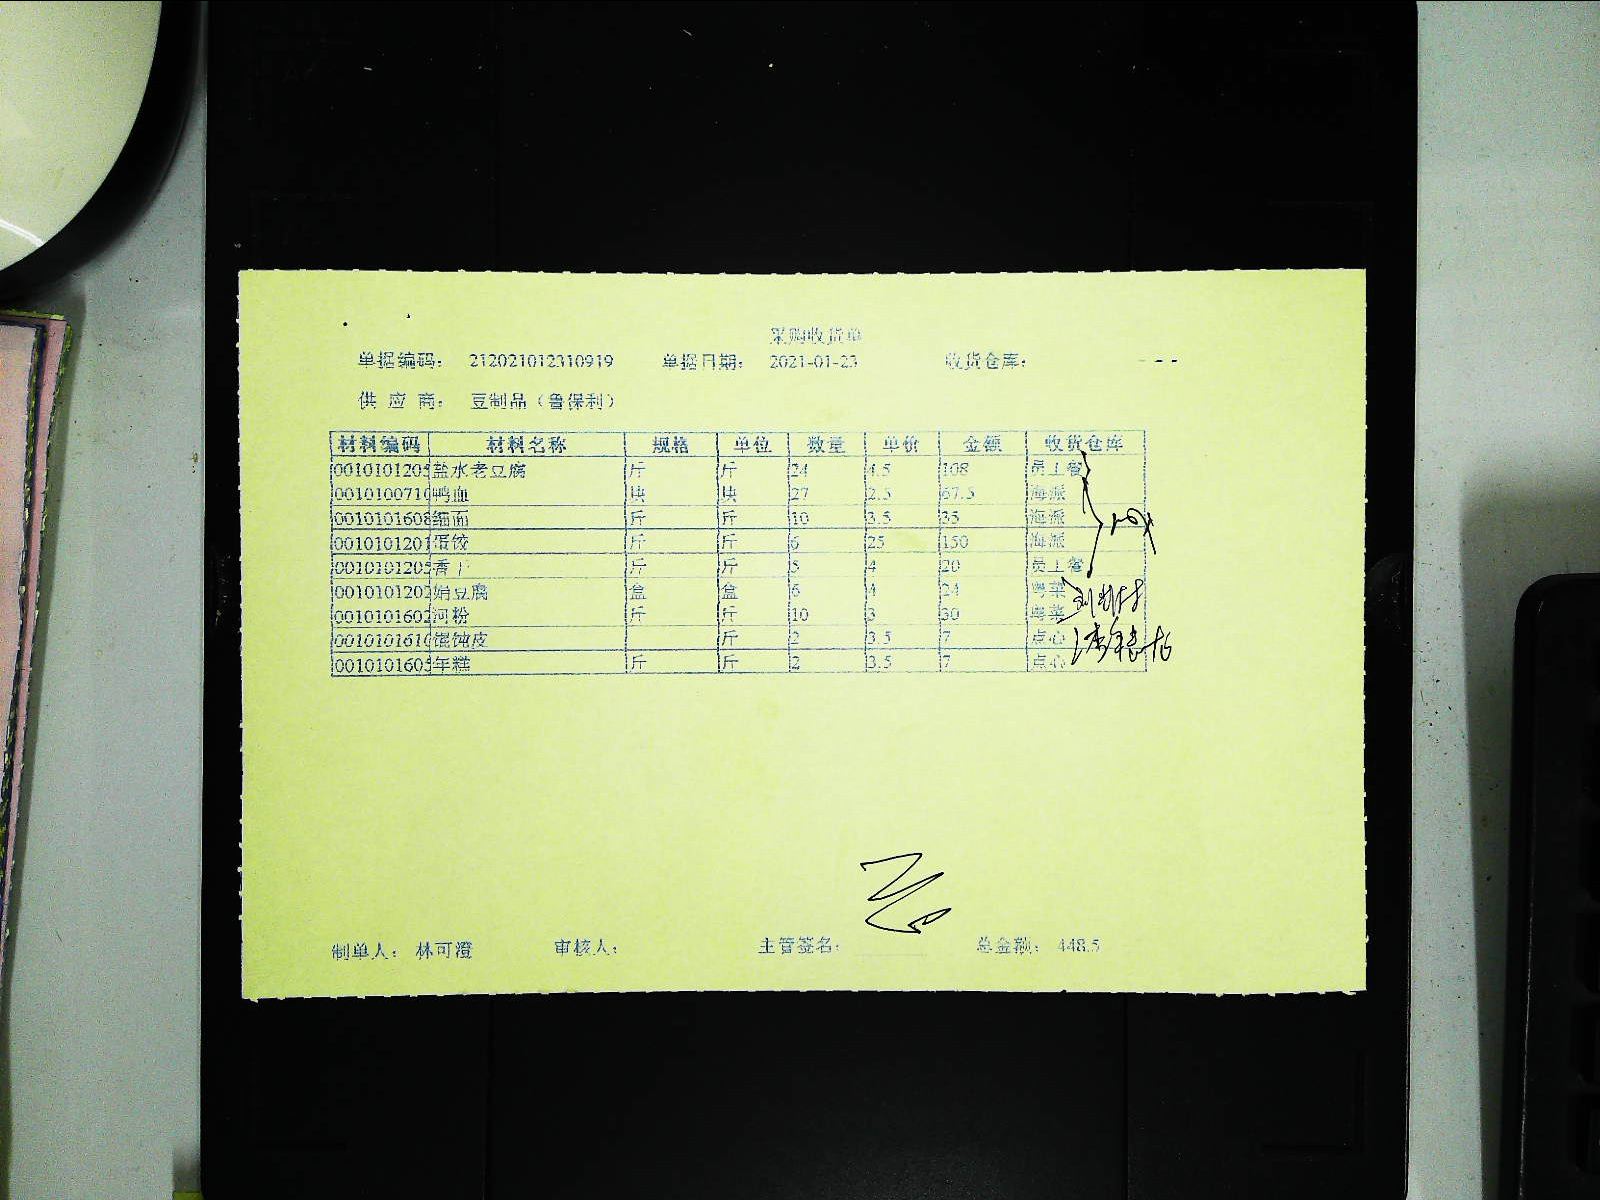 采购收货单
单据编码： 212021012310919 单据日期： 2021-01-23 收货仓库： - - -
供 应 商： 豆制品（鲁保利）
材料编码 材料名称 规格 单位 数量 单价 金额 收货仓库
0010101205 盐水老豆腐 斤 斤 24 4.5 108 员工餐
0010100710 鸭血 块 块 27 2.5 67.5 海派
0010101608 细面 斤 斤 10 3.5 35 海派
0010101201 蛋饺 斤 斤 6 25 150 海派
0010101205 香干 斤 斤 5 4 20 员工餐
0010101202 娟豆腐 盒 盒 6 4 24 粤菜
0010101602 河粉 斤 斤 10 3 30 粤菜
0010101610 馄饨皮 斤 2 3.5 7 点心
0010101605 年糕 斤 斤 2 3.5 7 点心
制单人： 林可澄 审核人： 主管签名： 总金额： 448.5